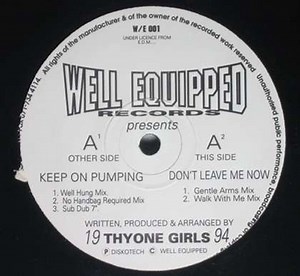 All rights of the manufacturer & of the owner of the recorded work reserved
Unauthorised public performance, broadcasting
W/E 001
UNDER LICENCE FROM
E.D.M.
WELL EQUIPPED
RECORDS
presents
A¹ A²
OTHER SIDE THIS SIDE
KEEP ON PUMPING DON'T LEAVE ME NOW
1. Well Hung Mix. 1. Gentle Arms Mix
2. No Handbag Required Mix 2. Walk With Me Mix
3. Sub Dub 7".
WRITTEN, PRODUCED & ARRANGED BY
19 THYONE GIRLS 94
Ⓟ DISKOTECH © WELL EQUIPPED